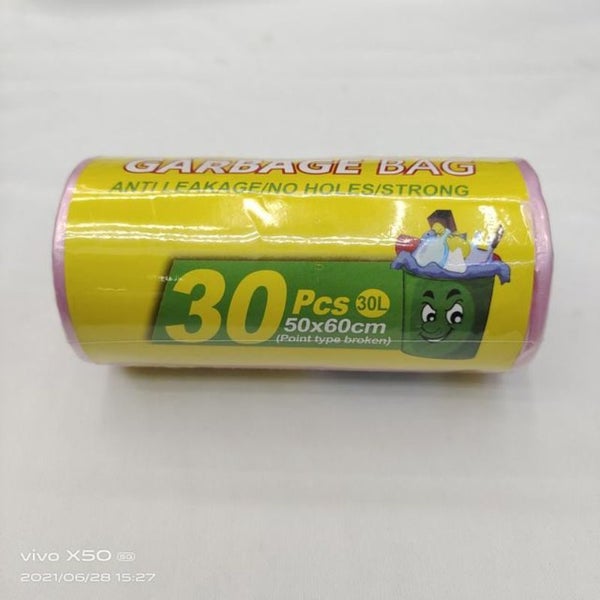 GARBAGE BAG
ANTI LEAKAGE/NO HOLES/STRONG
30 Pcs 30L
50x60cm
(Point type broken)
vivo X50 5G
2021/06/28 15:27